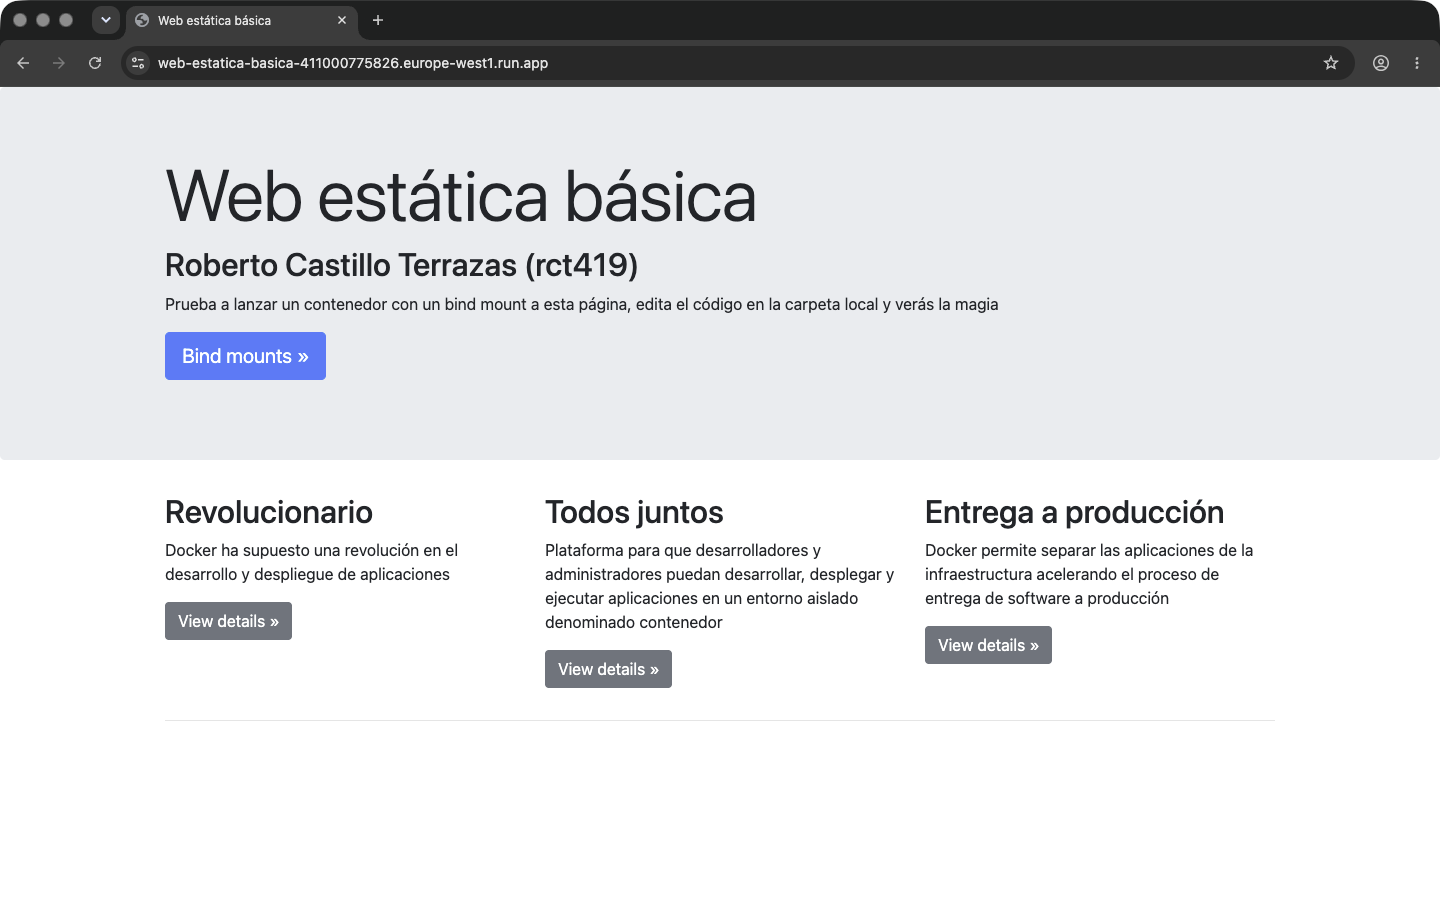 Web estática básica
web-estatica-basica-411000775826.europe-west1.run.app
Web estática básica
Roberto Castillo Terrazas (rct419)
Prueba a lanzar un contenedor con un bind mount a esta página, edita el código en la carpeta local y verás la magia
Bind mounts »
Revolucionario
Docker ha supuesto una revolución en el
desarrollo y despliegue de aplicaciones
View details »
Todos juntos
Plataforma para que desarrolladores y
administradores puedan desarrollar, desplegar y
ejecutar aplicaciones en un entorno aislado
denominado contenedor
View details »
Entrega a producción
Docker permite separar las aplicaciones de la
infraestructura acelerando el proceso de
entrega de software a producción
View details »